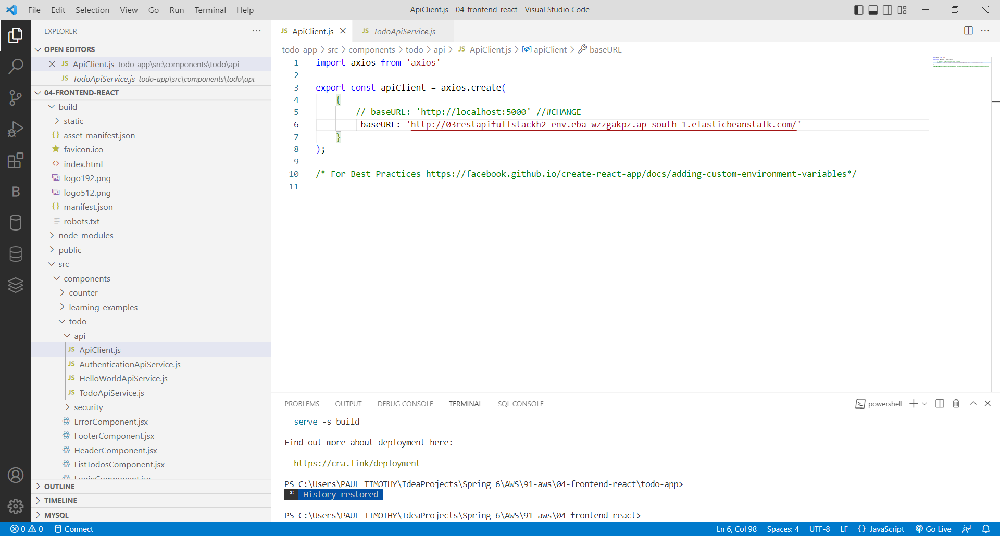 File Edit Selection View Go Run Terminal Help
ApiClient.js - 04-frontend-react - Visual Studio Code
EXPLORER
OPEN EDITORS
JS ApiClient.js todo-app\src\components\todo\api
JS TodoApiService.js todo-app\src\components\todo\api
04-FRONTEND-REACT
build
static
{} asset-manifest.json
favicon.ico
<> index.html
logo192.png
logo512.png
{} manifest.json
robots.txt
node_modules
public
src
components
counter
learning-examples
todo
api
JS ApiClient.js
JS AuthenticationApiService.js
JS HelloWorldApiService.js
JS TodoApiService.js
security
ErrorComponent.jsx
FooterComponent.jsx
HeaderComponent.jsx
ListTodosComponent.jsx
LoginComponent.jsx
OUTLINE
TIMELINE
MYSQL
JS ApiClient.js
JS TodoApiService.js
todo-app > src > components > todo > api > JS ApiClient.js > apiClient > baseURL
1 import axios from 'axios'
2
3 export const apiClient = axios.create(
4 {
5 // baseURL: 'http://localhost:5000' //#CHANGE
6 baseURL: 'http://03restapifullstackh2-env.eba-wzzgakpz.ap-south-1.elasticbeanstalk.com/'
7 }
8 );
9
10 /* For Best Practices https://facebook.github.io/create-react-app/docs/adding-custom-environment-variables*/
11
PROBLEMS OUTPUT DEBUG CONSOLE TERMINAL SQL CONSOLE
powershell
serve -s build
Find out more about deployment here:
https://cra.link/deployment
PS C:\Users\PAUL TIMOTHY\IdeaProjects\Spring 6\AWS\91-aws\04-frontend-react\todo-app>
* History restored
PS C:\Users\PAUL TIMOTHY\IdeaProjects\Spring 6\AWS\91-aws\04-frontend-react>
0 0 Connect
Ln 6, Col 98 Spaces: 4 UTF-8 LF {} JavaScript Go Live